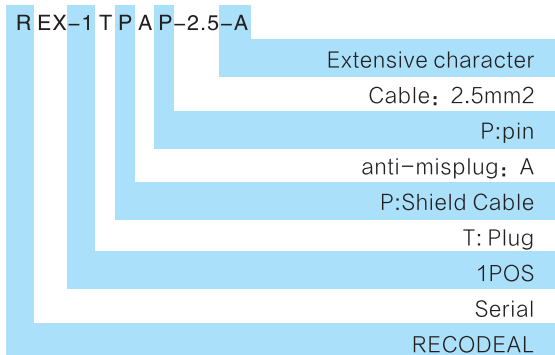 R EX-1 T P A P-2.5-A
Extensive character
Cable：2.5mm2
P:pin
anti-misplug：A
P:Shield Cable
T: Plug
1POS
Serial
RECODEAL